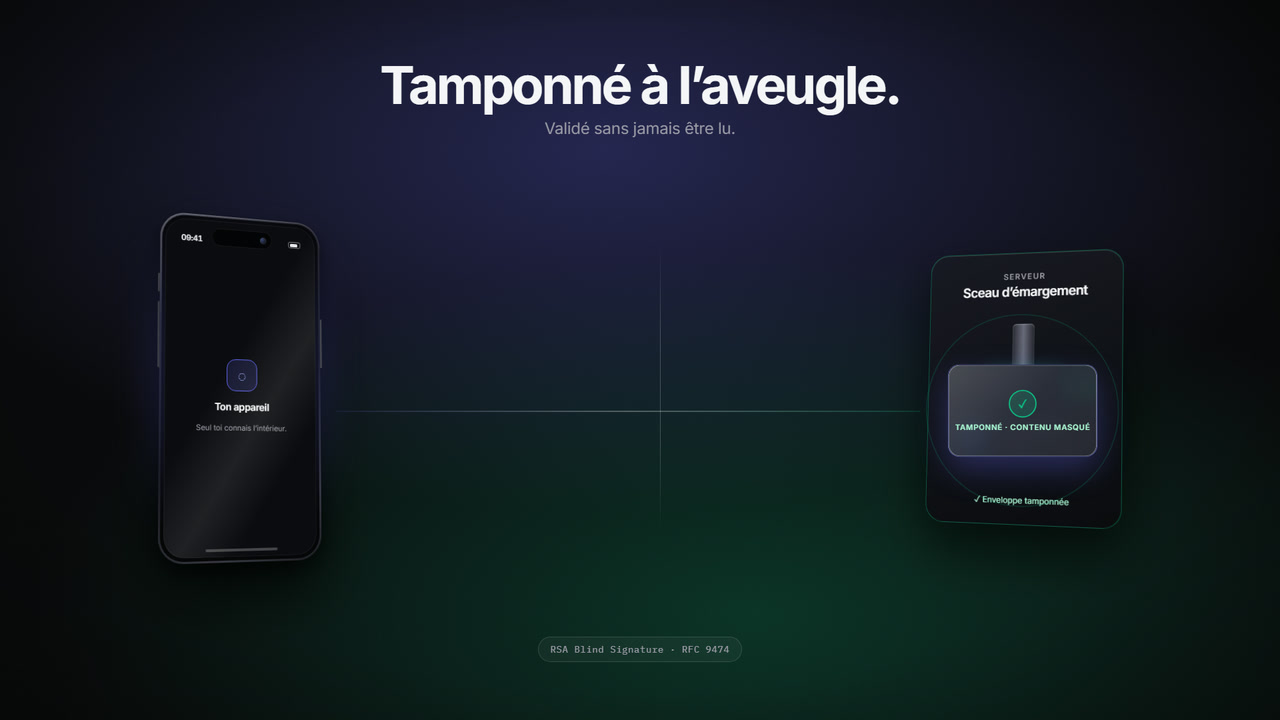 Tamponné à l’aveugle.
Validé sans jamais être lu.
09:41
Ton appareil
Seul toi connais l’intérieur.
SERVEUR
Sceau d’émargement
✓
TAMPONNÉ · CONTENU MASQUÉ
✓ Enveloppe tamponnée
RSA Blind Signature · RFC 9474